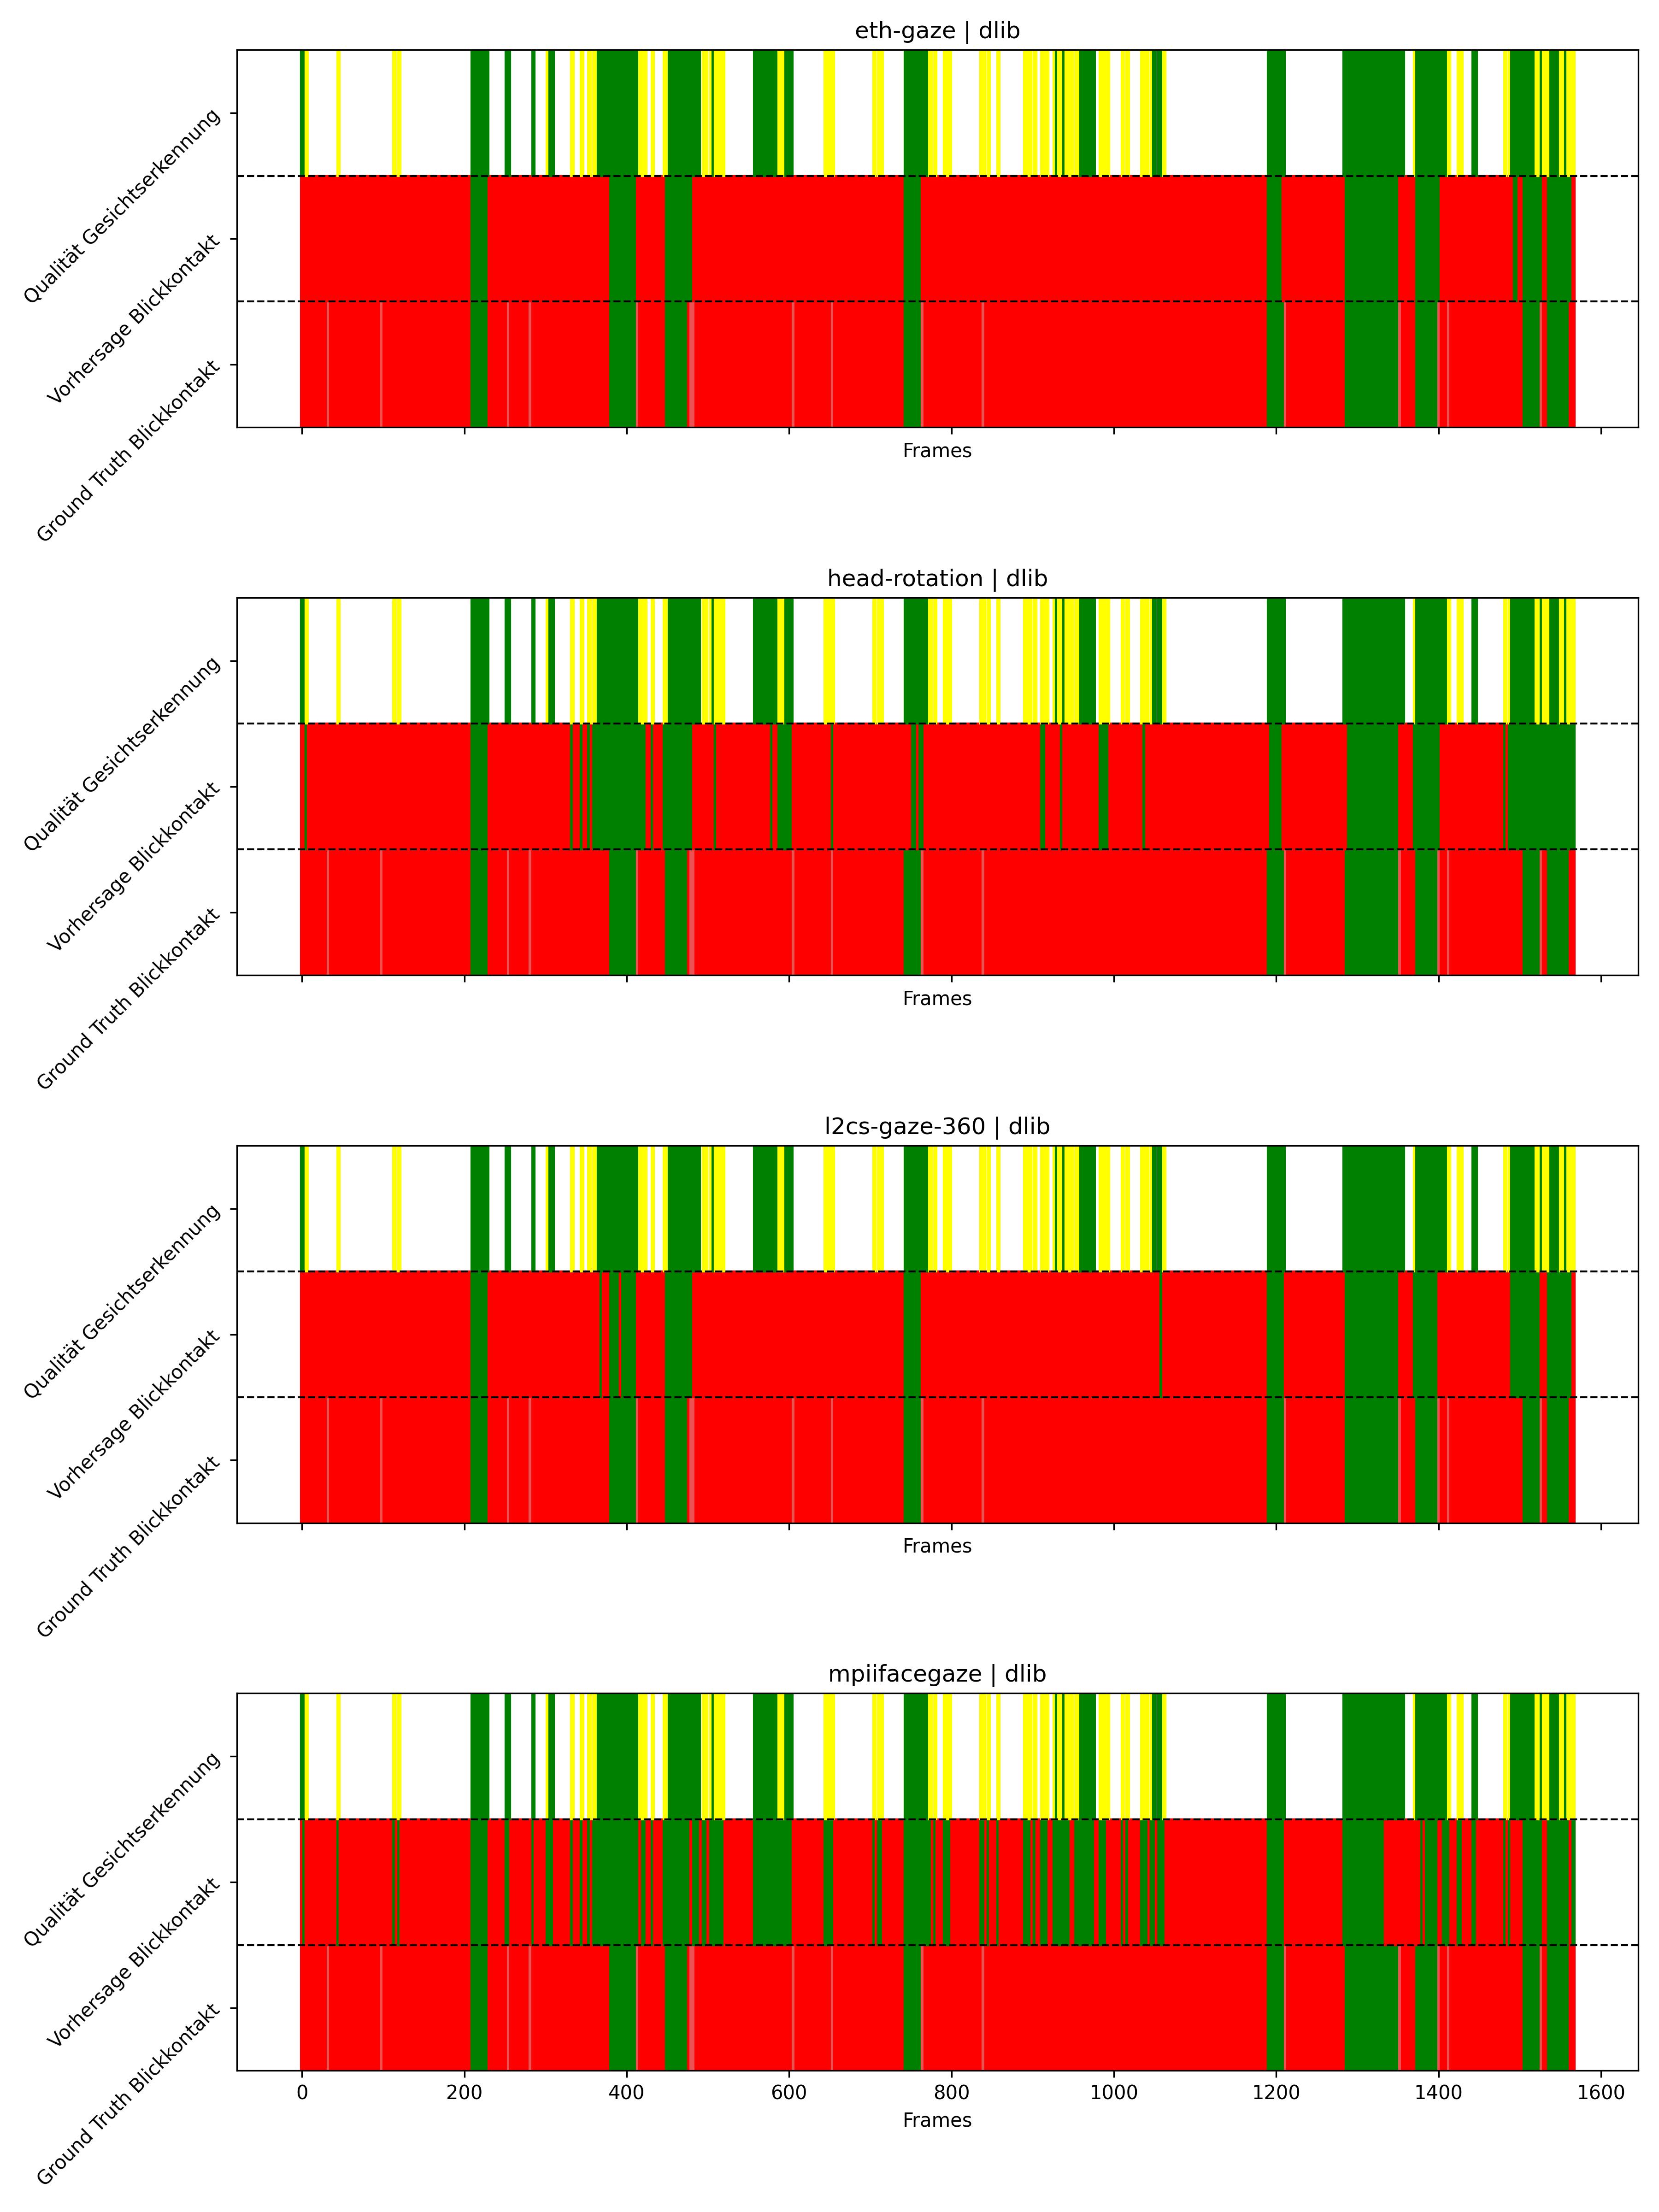 eth-gaze | dlib
Qualität Gesichtserkennung
Vorhersage Blickkontakt
Ground Truth Blickkontakt
Frames
head-rotation | dlib
Qualität Gesichtserkennung
Vorhersage Blickkontakt
Ground Truth Blickkontakt
Frames
l2cs-gaze-360 | dlib
Qualität Gesichtserkennung
Vorhersage Blickkontakt
Ground Truth Blickkontakt
Frames
mpiifacegaze | dlib
Qualität Gesichtserkennung
Vorhersage Blickkontakt
Ground Truth Blickkontakt
0 200 400 600 800 1000 1200 1400 1600
Frames